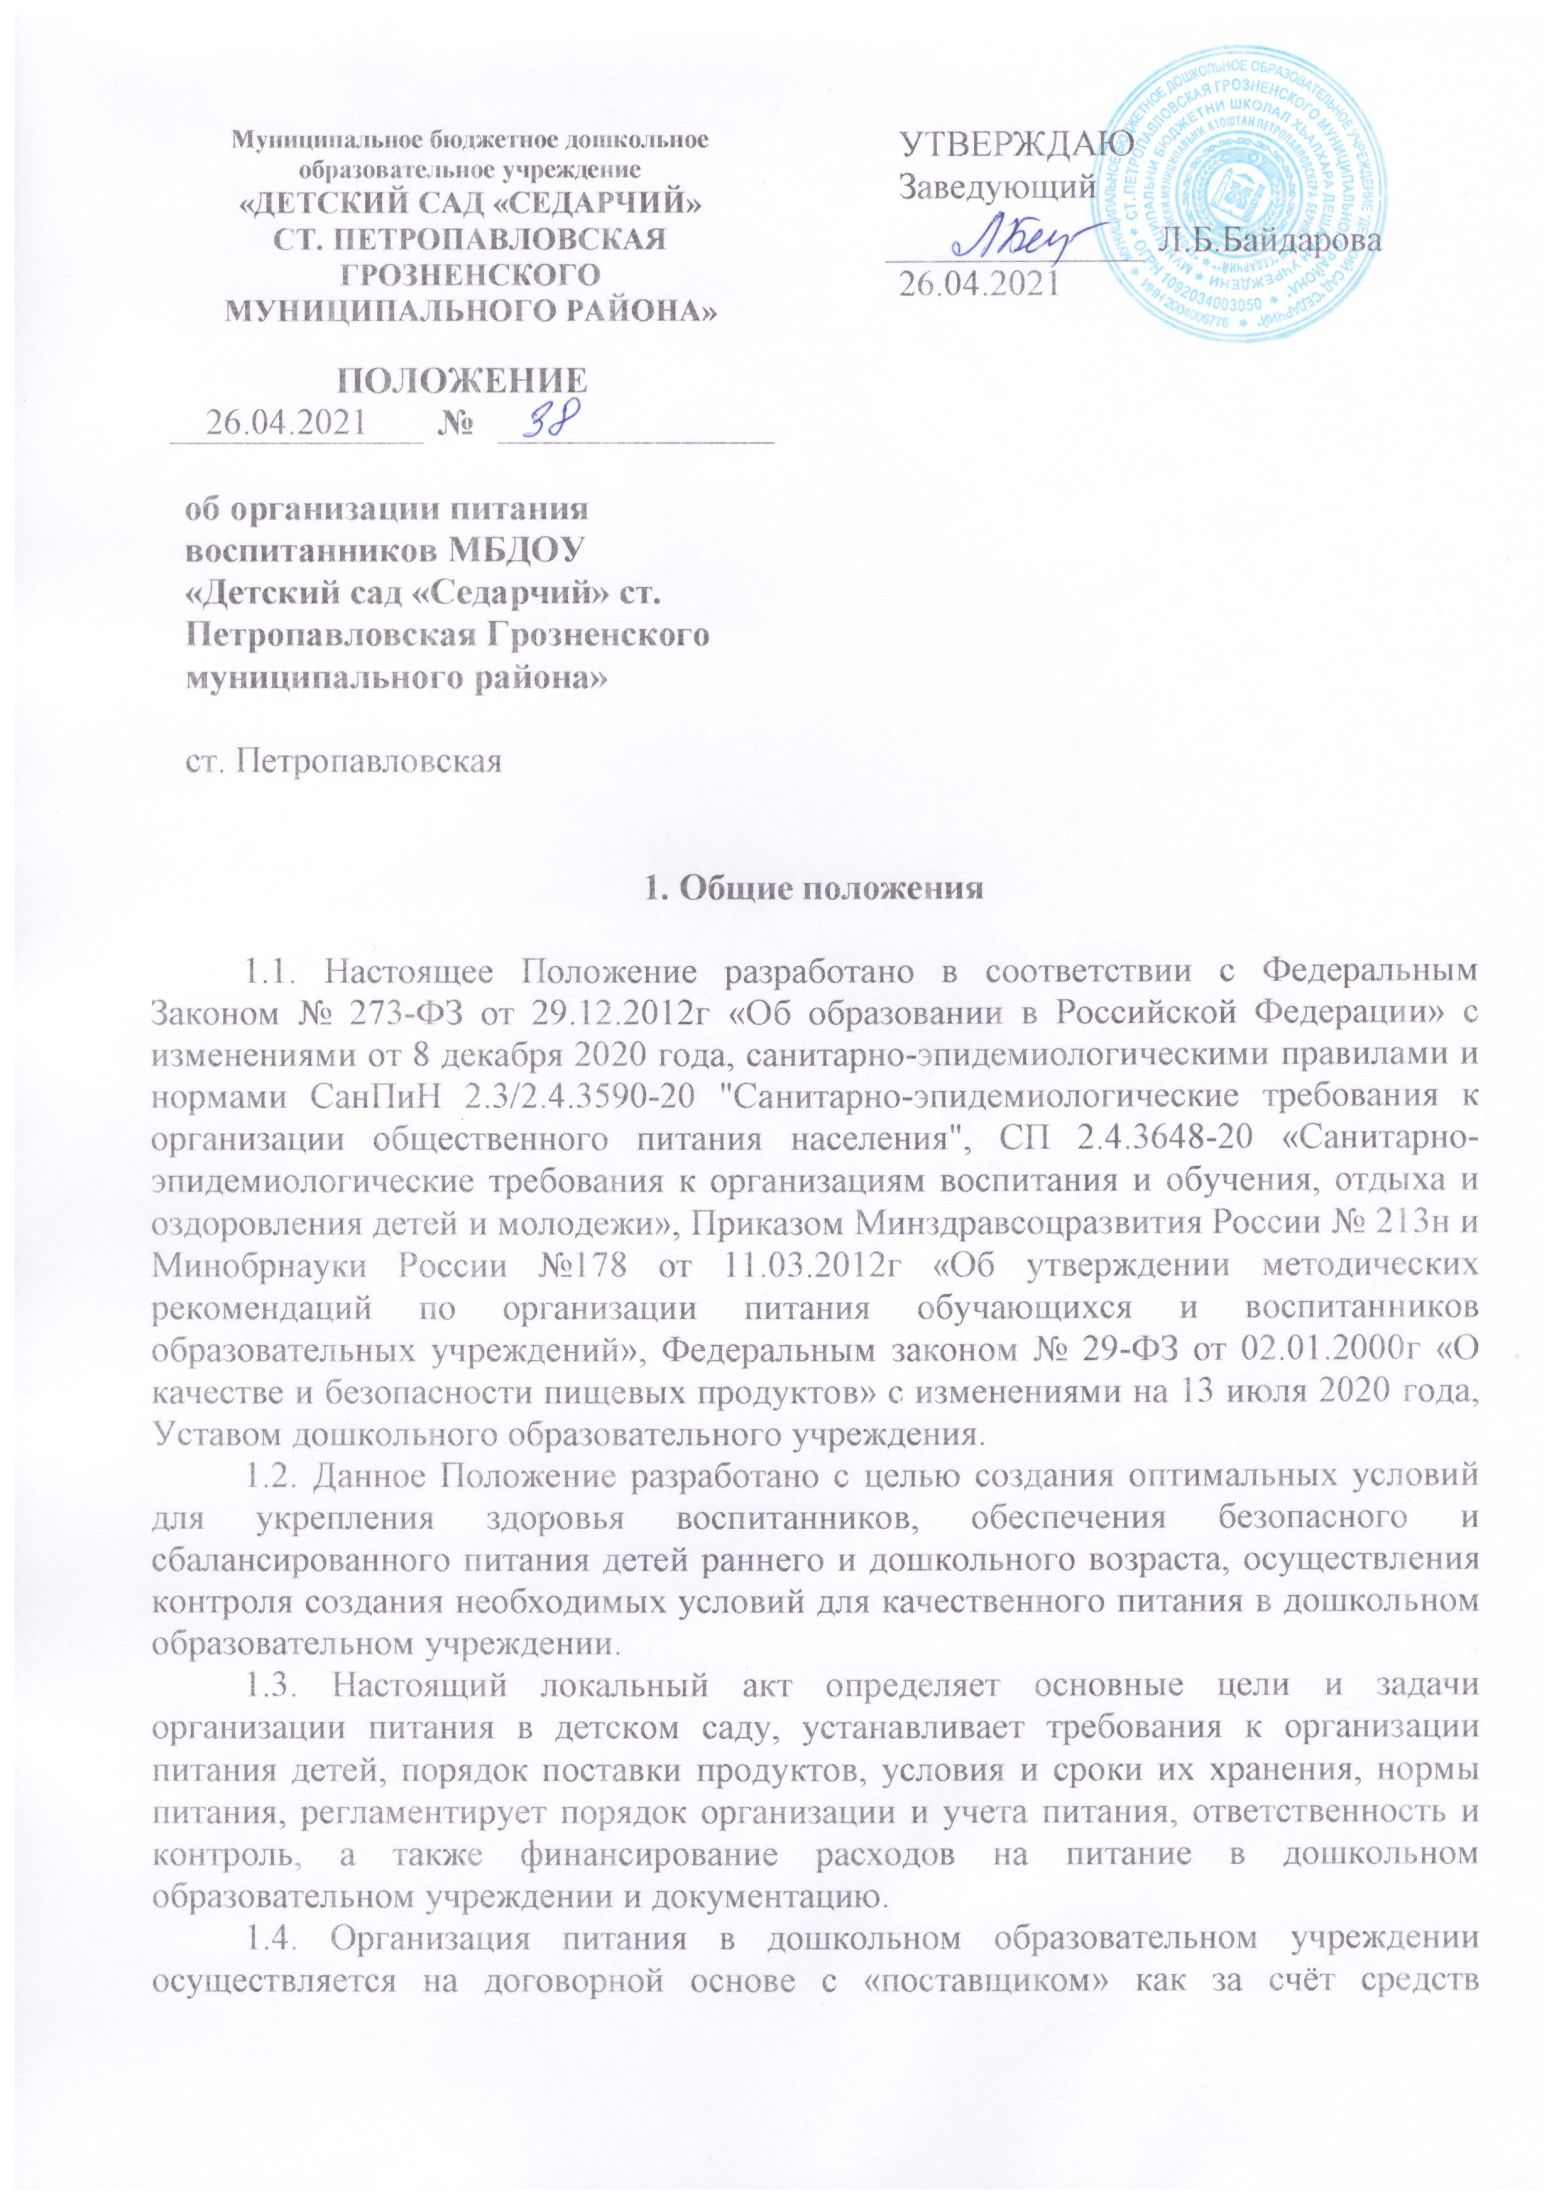 Муниципальное бюджетное дошкольное
образовательное учреждение
«ДЕТСКИЙ САД «СЕДАРЧИЙ»
СТ. ПЕТРОПАВЛОВСКАЯ
ГРОЗНЕНСКОГО
МУНИЦИПАЛЬНОГО РАЙОНА»
ПОЛОЖЕНИЕ
26.04.2021 № 38
УТВЕРЖДАЮ
Заведующий
Л.Б.Байдарова
26.04.2021
ИНН 2004006776
1092034003050
об организации питания
воспитанников МБДОУ
«Детский сад «Седарчий» ст.
Петропавловская Грозненского
муниципального района»
ст. Петропавловская
1. Общие положения
1.1. Настоящее Положение разработано в соответствии с Федеральным
Законом № 273-ФЗ от 29.12.2012г «Об образовании в Российской Федерации» с
изменениями от 8 декабря 2020 года, санитарно-эпидемиологическими правилами и
нормами СанПиН 2.3/2.4.3590-20 "Санитарно-эпидемиологические требования к
организации общественного питания населения", СП 2.4.3648-20 «Санитарно-
эпидемиологические требования к организациям воспитания и обучения, отдыха и
оздоровления детей и молодежи», Приказом Минздравсоцразвития России № 213н и
Минобрнауки России №178 от 11.03.2012г «Об утверждении методических
рекомендаций по организации питания обучающихся и воспитанников
образовательных учреждений», Федеральным законом № 29-ФЗ от 02.01.2000г «О
качестве и безопасности пищевых продуктов» с изменениями на 13 июля 2020 года,
Уставом дошкольного образовательного учреждения.
1.2. Данное Положение разработано с целью создания оптимальных условий
для укрепления здоровья воспитанников, обеспечения безопасного и
сбалансированного питания детей раннего и дошкольного возраста, осуществления
контроля создания необходимых условий для качественного питания в дошкольном
образовательном учреждении.
1.3. Настоящий локальный акт определяет основные цели и задачи
организации питания в детском саду, устанавливает требования к организации
питания детей, порядок поставки продуктов, условия и сроки их хранения, нормы
питания, регламентирует порядок организации и учета питания, ответственность и
контроль, а также финансирование расходов на питание в дошкольном
образовательном учреждении и документацию.
1.4. Организация питания в дошкольном образовательном учреждении
осуществляется на договорной основе с «поставщиком» как за счёт средств